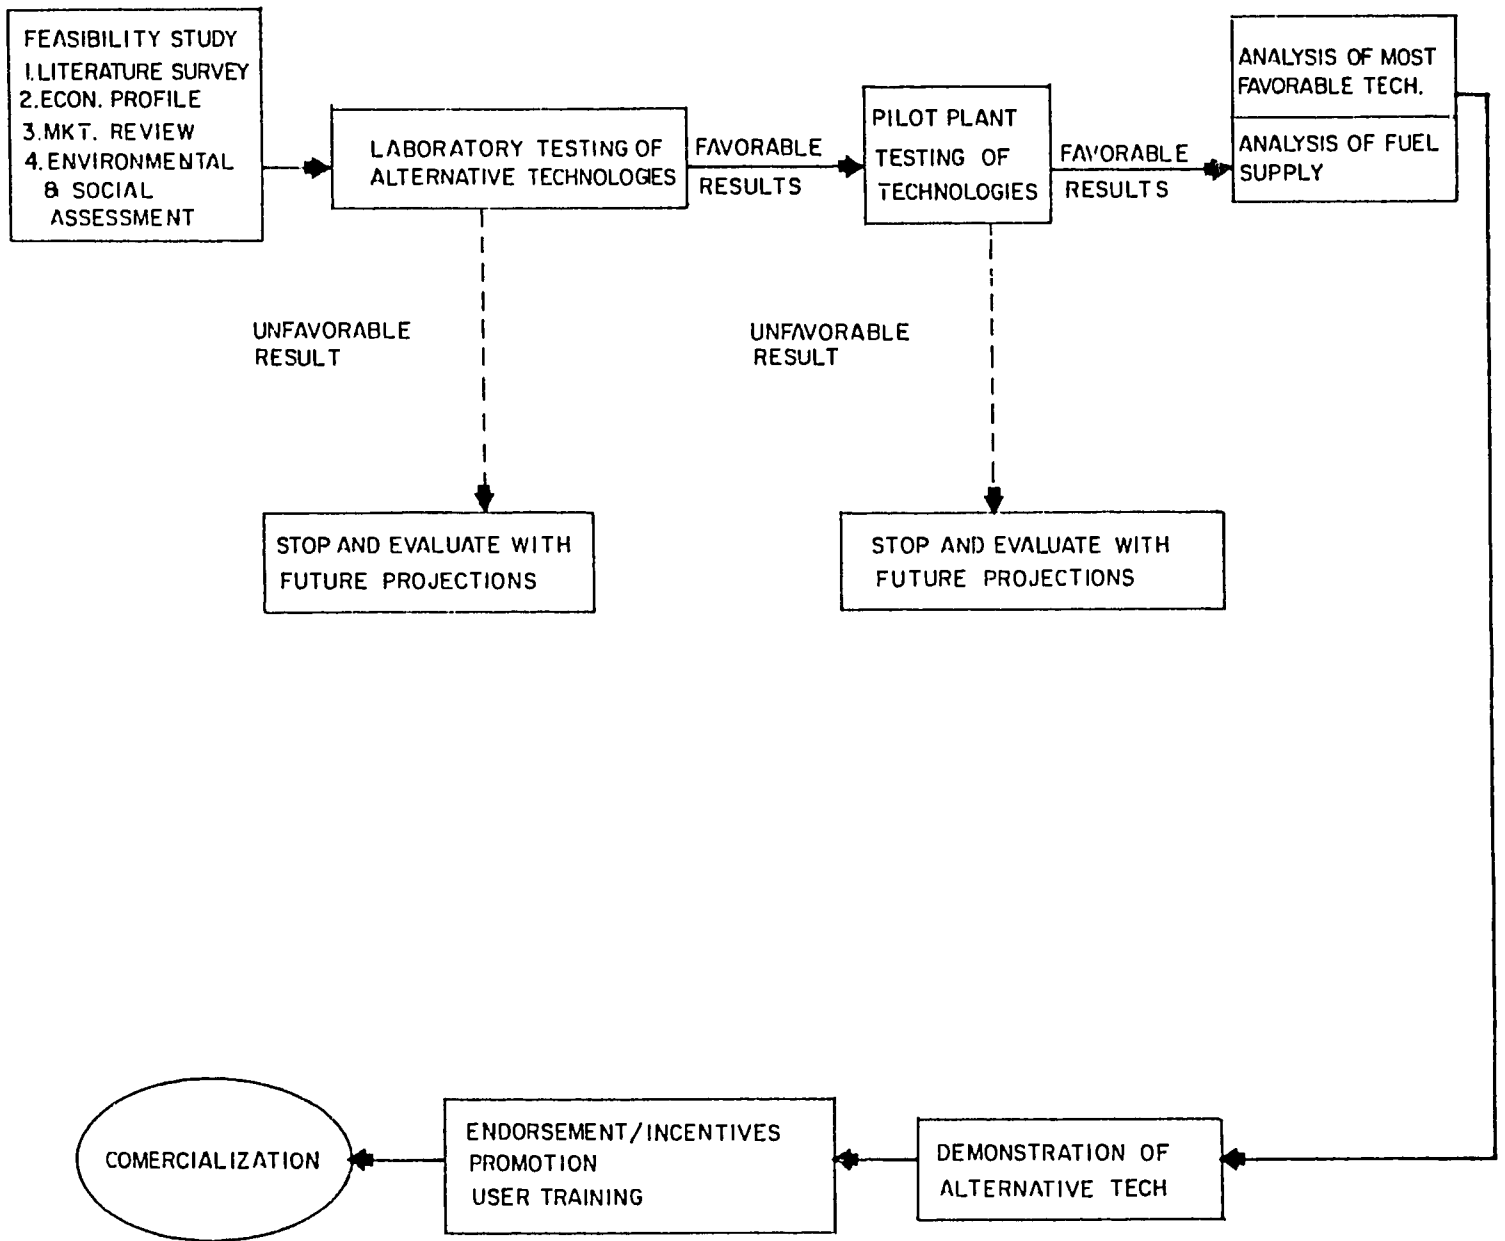 FEASIBILITY STUDY
1.LITERATURE SURVEY
2.ECON. PROFILE
3.MKT. REVIEW
4.ENVIRONMENTAL
& SOCIAL
ASSESSMENT
LABORATORY TESTING OF
ALTERNATIVE TECHNOLOGIES
FAVORABLE
RESULTS
PILOT PLANT
TESTING OF
TECHNOLOGIES
FAVORABLE
RESULTS
ANALYSIS OF MOST
FAVORABLE TECH.
ANALYSIS OF FUEL
SUPPLY
UNFAVORABLE
RESULT
UNFAVORABLE
RESULT
STOP AND EVALUATE WITH
FUTURE PROJECTIONS
STOP AND EVALUATE WITH
FUTURE PROJECTIONS
COMERCIALIZATION
ENDORSEMENT/INCENTIVES
PROMOTION
USER TRAINING
DEMONSTRATION OF
ALTERNATIVE TECH